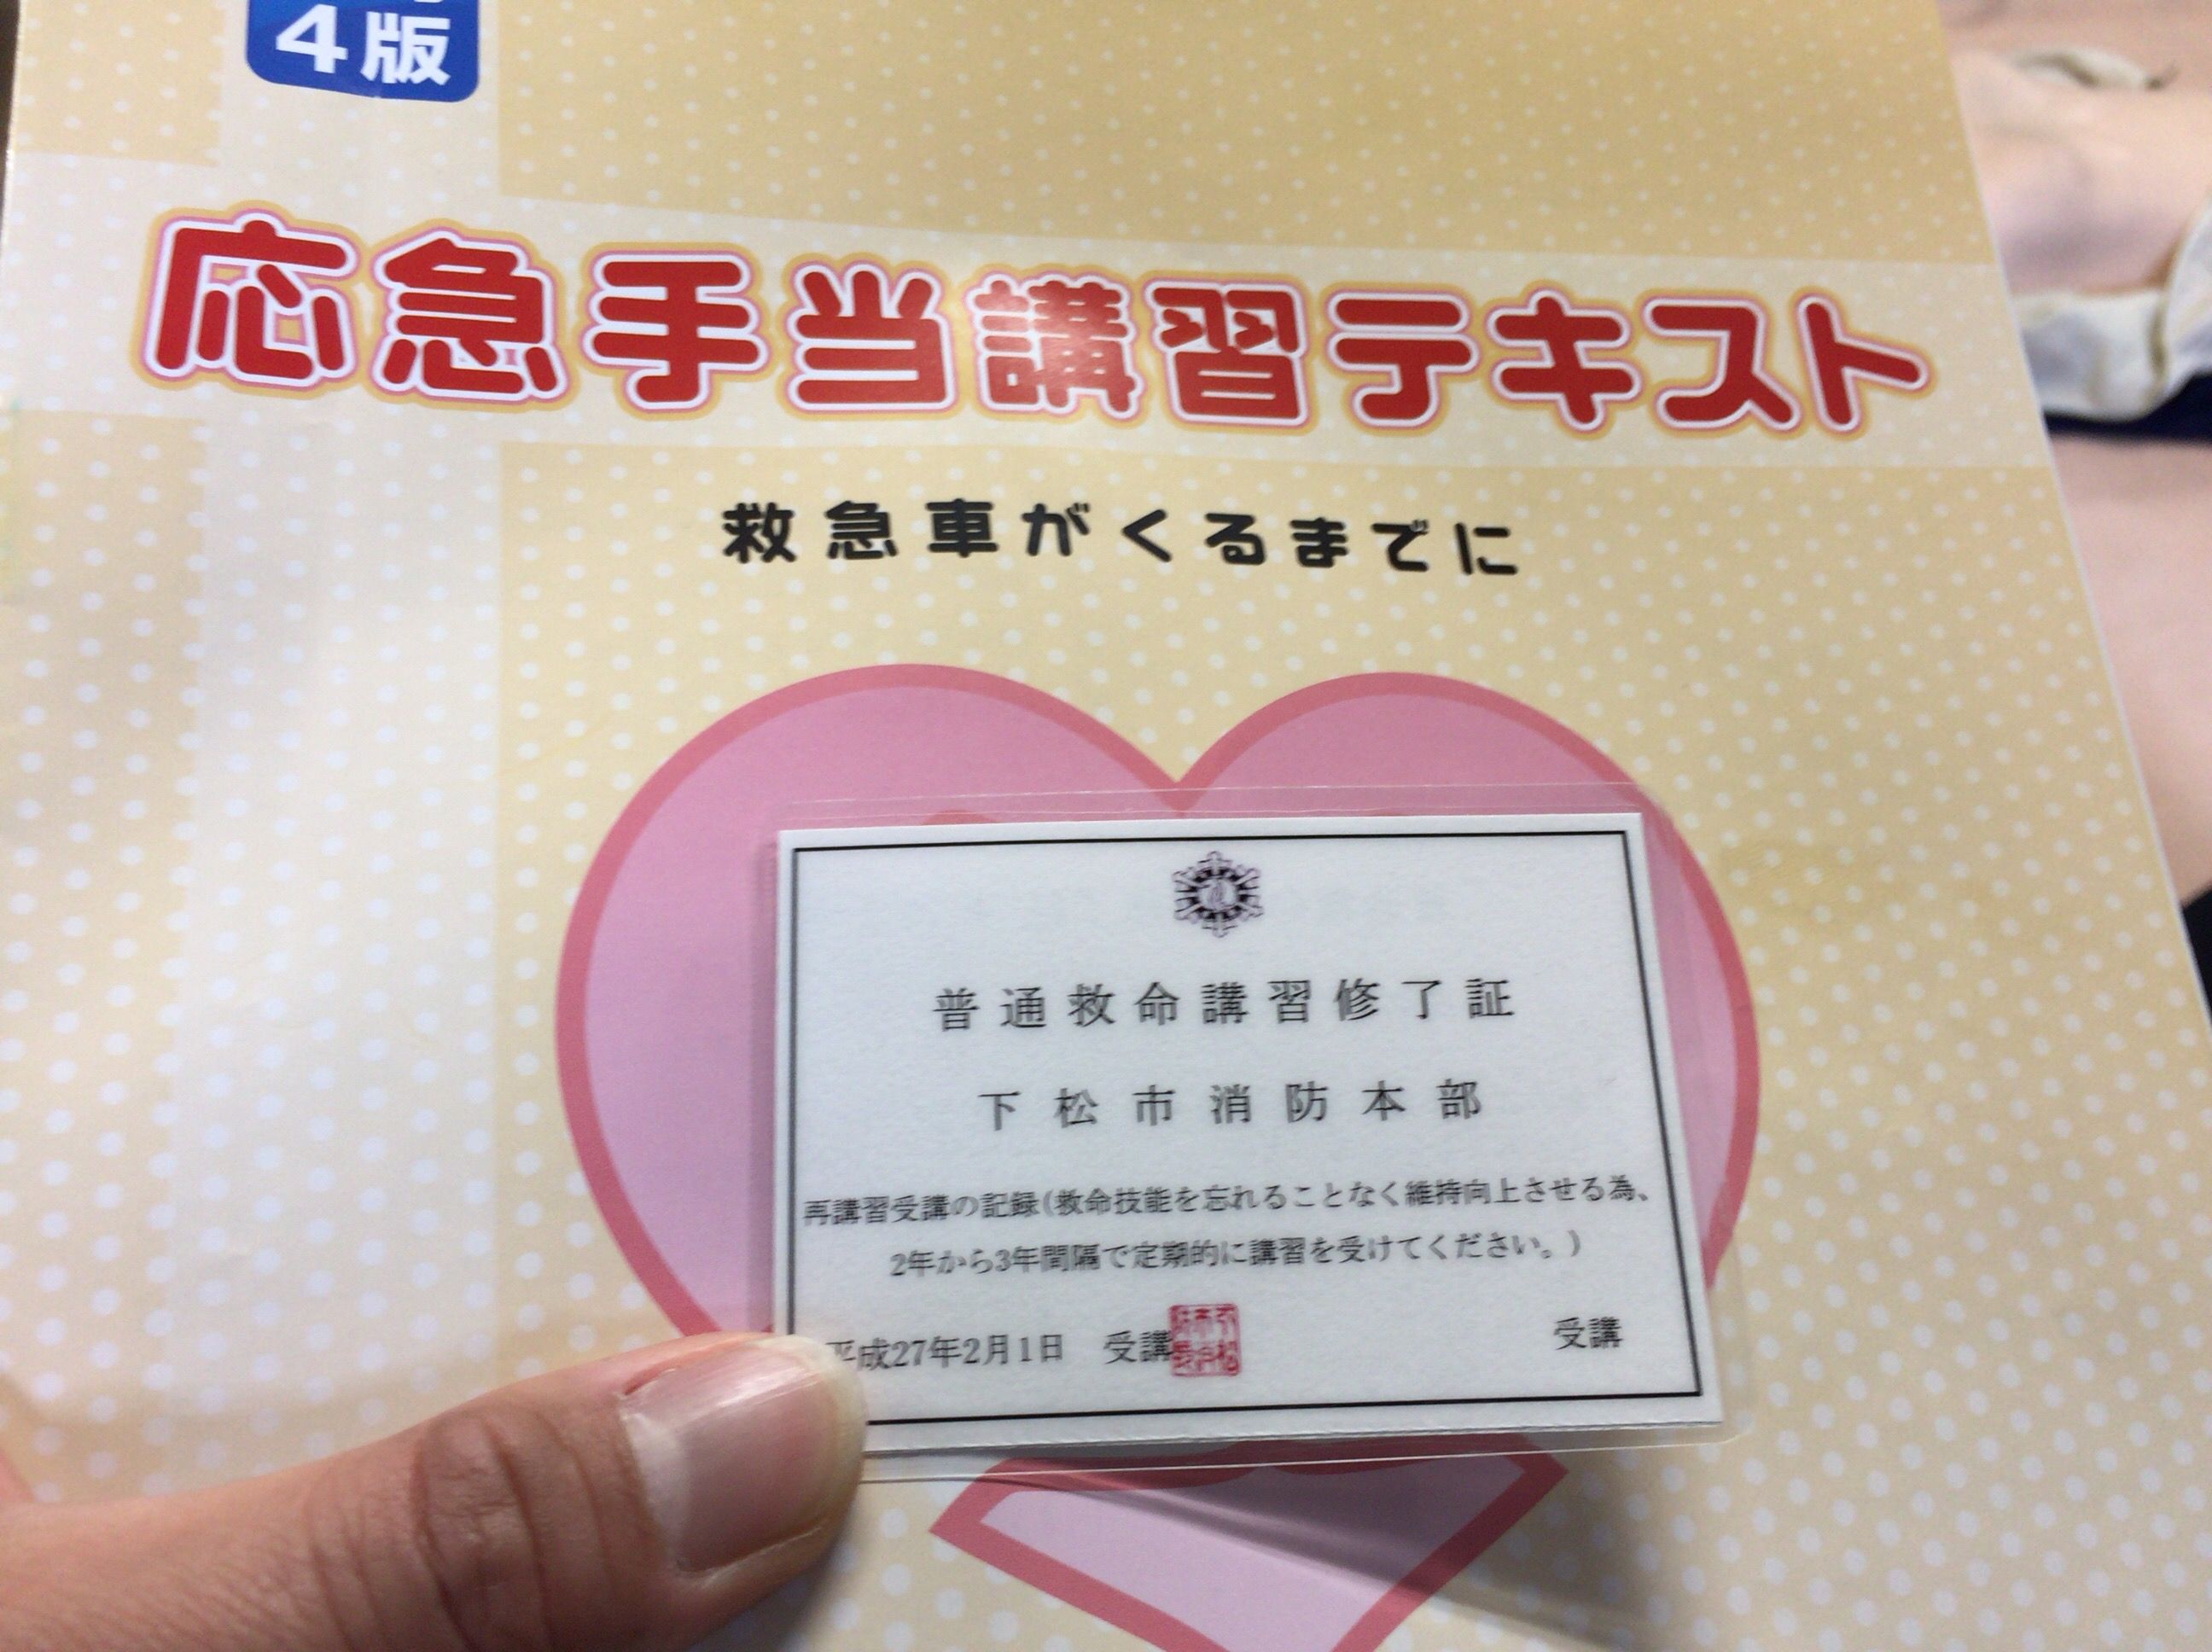 4版
応急手当講習テキスト
救急車がくるまでに
普通救命講習修了証
下松市消防本部
再講習受講の記録(救命技能を忘れることなく維持向上させる為、
2年から3年間隔で定期的に講習を受けてください。)
平成27年2月1日 受講 受講